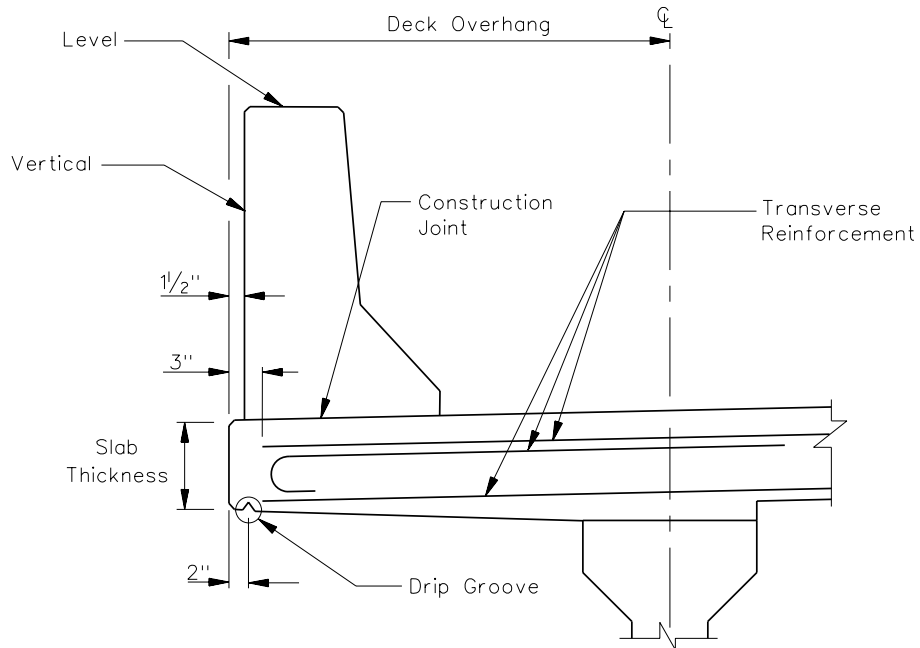 Deck Overhang
℄
Level
Vertical
Construction
Joint
Transverse
Reinforcement
1½"
3"
Slab
Thickness
2"
Drip Groove